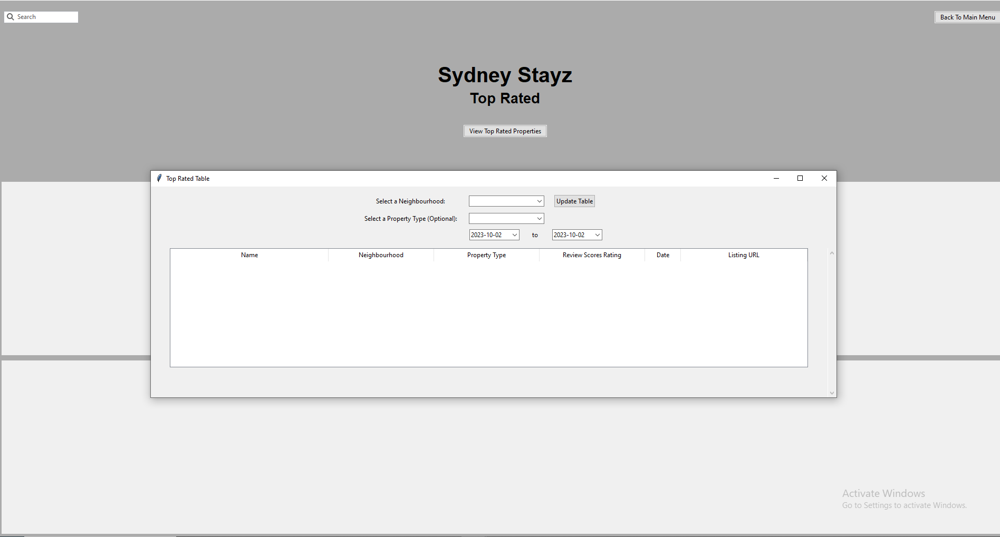 Search
Back To Main Menu
Sydney Stayz
Top Rated
View Top Rated Properties
Top Rated Table
Select a Neighbourhood:
Update Table
Select a Property Type (Optional):
2023-10-02 to 2023-10-02
Name Neighbourhood Property Type Review Scores Rating Date Listing URL
Activate Windows
Go to Settings to activate Windows.